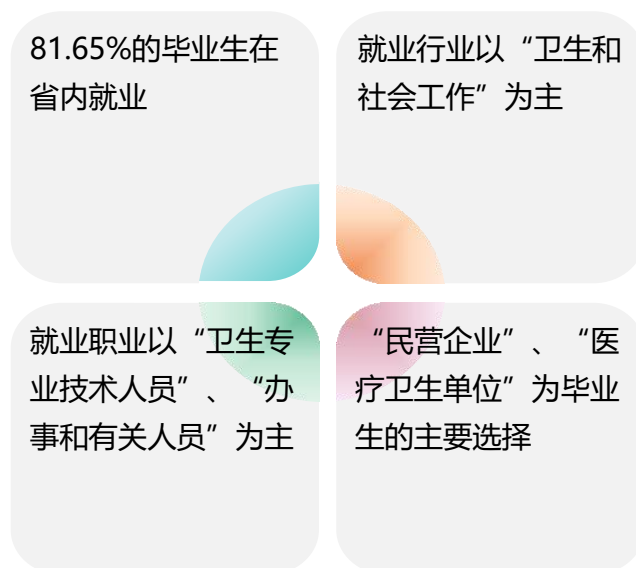 81.65%的毕业生在
省内就业
就业行业以“卫生和
社会工作”为主
就业职业以“卫生专
业技术人员”、“办
事和有关人员”为主
“民营企业”、“医
疗卫生单位”为毕业
生的主要选择